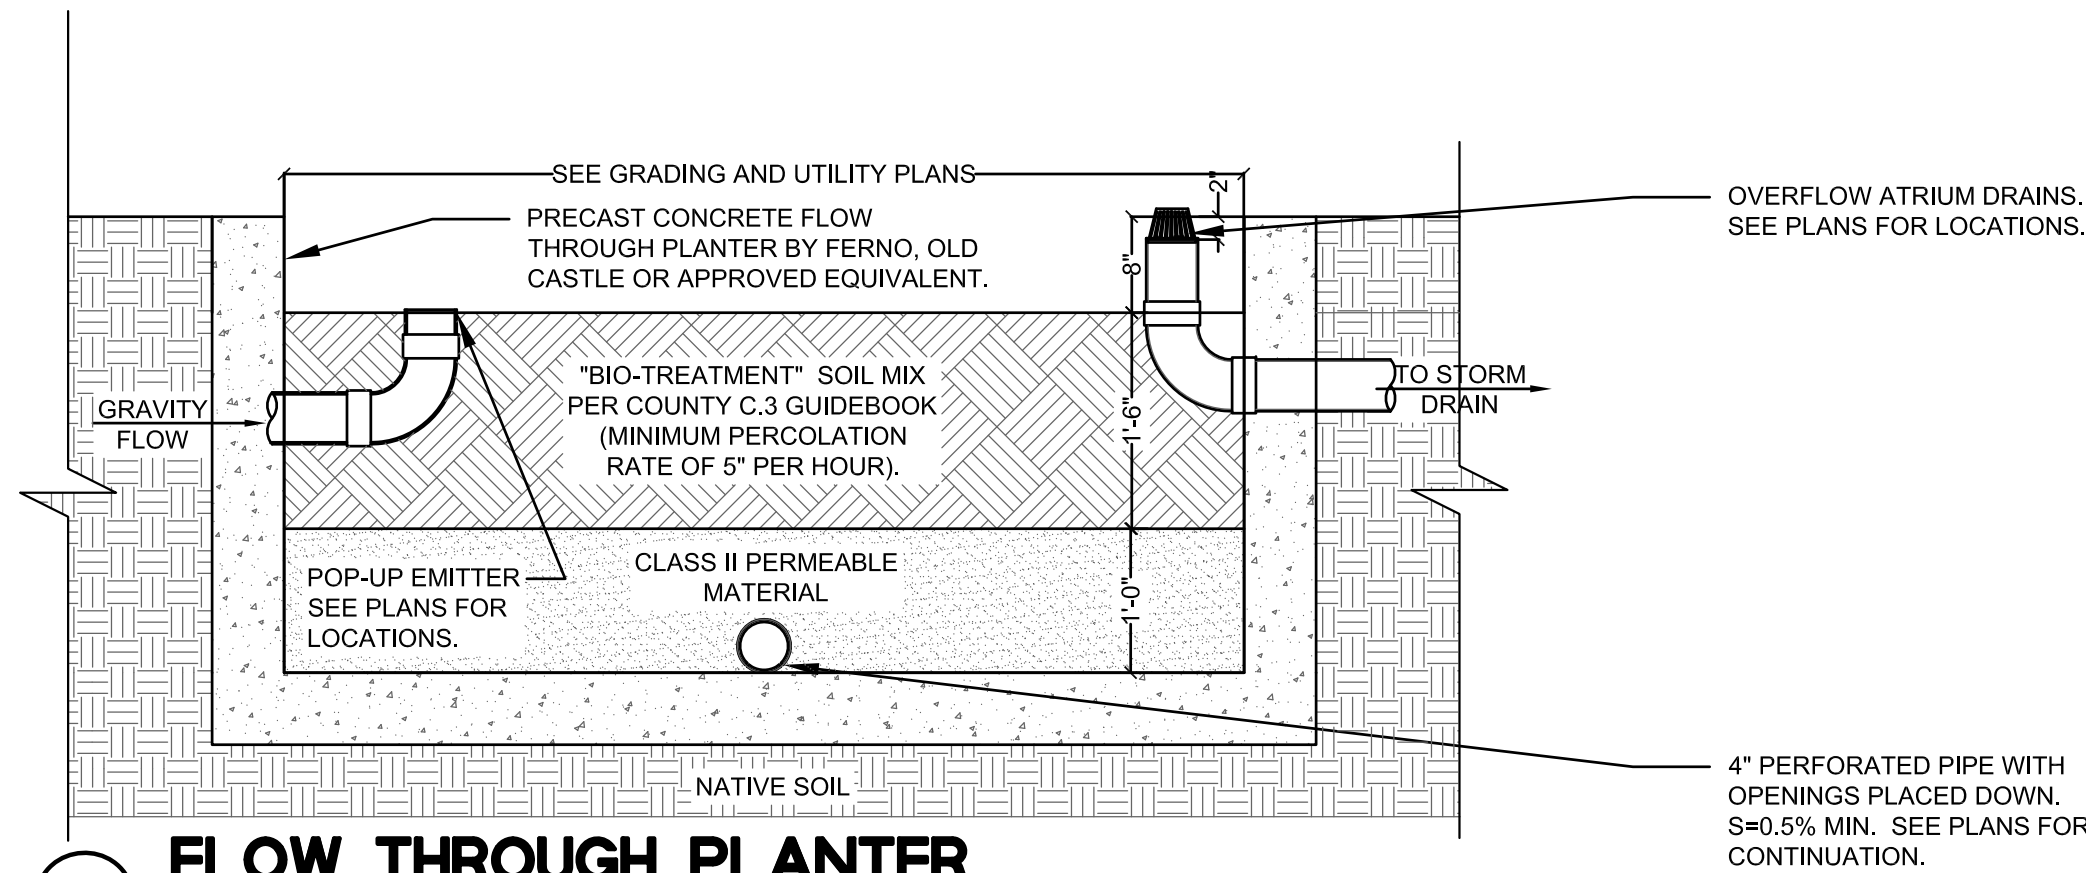 SEE GRADING AND UTILITY PLANS
2"
PRECAST CONCRETE FLOW
THROUGH PLANTER BY FERNO, OLD
CASTLE OR APPROVED EQUIVALENT.
OVERFLOW ATRIUM DRAINS.
SEE PLANS FOR LOCATIONS.
8"
"BIO-TREATMENT" SOIL MIX
PER COUNTY C.3 GUIDEBOOK
(MINIMUM PERCOLATION
RATE OF 5" PER HOUR).
GRAVITY
FLOW
1'-6"
TO STORM
DRAIN
POP-UP EMITTER
SEE PLANS FOR
LOCATIONS.
CLASS II PERMEABLE
MATERIAL
1'-0"
NATIVE SOIL
4" PERFORATED PIPE WITH
OPENINGS PLACED DOWN.
S=0.5% MIN. SEE PLANS FOR
CONTINUATION.
FLOW THROUGH PLANTER